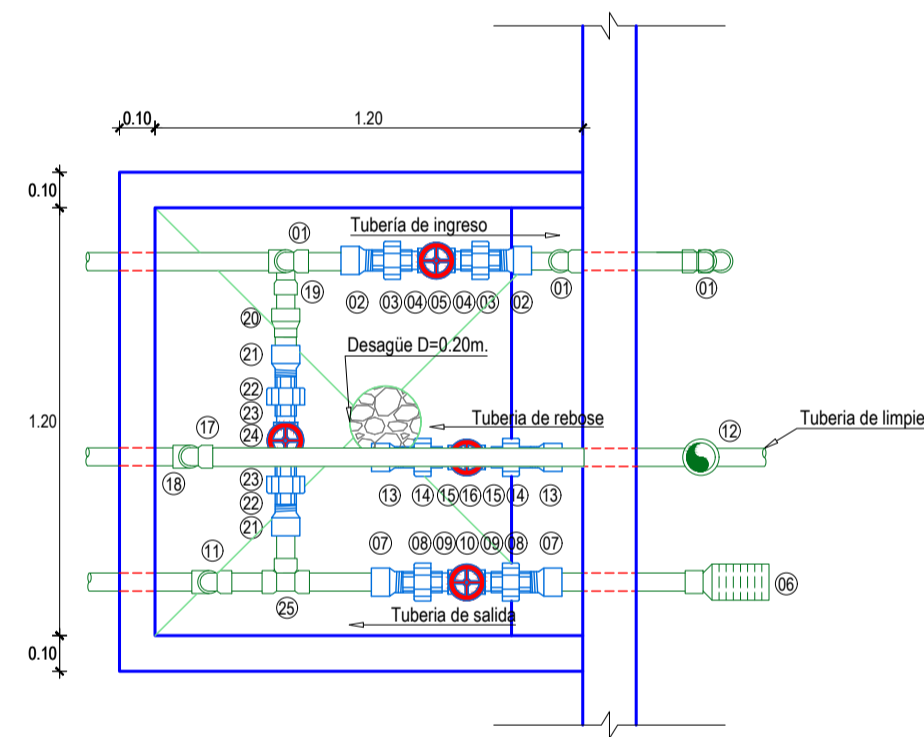 0.10
1.20
0.10
Tubería de ingreso
01
19
02 03 04 05 04 03 02 01 01
20
Desagüe D=0.20m.
21
22
23
24
1.20
Tuberia de rebose
Tuberia de limpie
17
12
18
13 14 15 16 15 14 13
23
22
21
07 08 09 10 09 08 07
11
06
25
Tuberia de salida
0.10